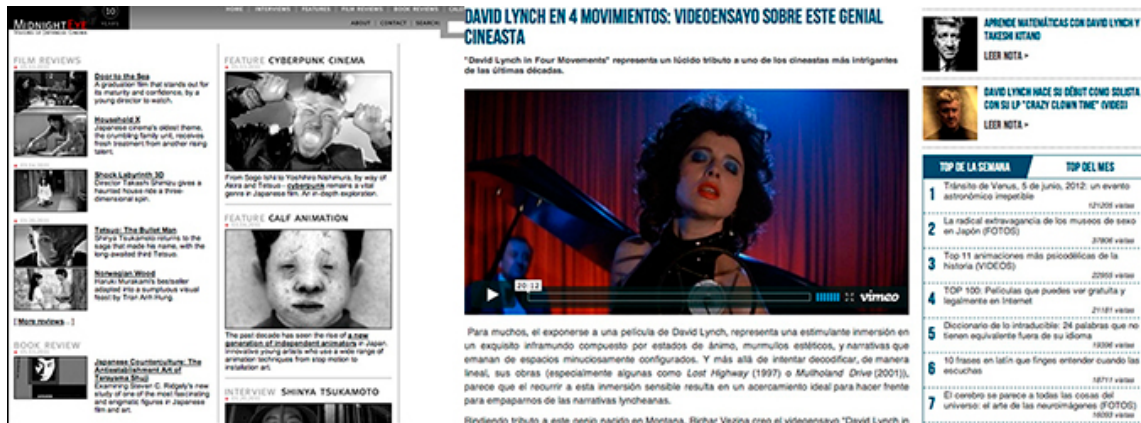 MIDNIGHTEYE
VISIONS OF JAPANESE CINEMA
10
YEARS
HOME | INTERVIEWS | FEATURES | FILM REVIEWS | BOOK REVIEWS |
ABOUT | CONTACT | SEARCH:
FILM REVIEWS
Door to the Sea
A graduation film that stands out for
its maturity and confidence, by a
young director to watch.
Household X
Japanese cinema's oldest theme,
the crumbling family unit, receives
fresh treatment from another rising
talent.
Shock Labyrinth 3D
Director Takashi Shimizu gives a
haunted house ride a three-
dimensional spin.
Tetsuo: The Bullet Man
Shinya Tsukamoto returns to the
saga that made his name, with the
long-awaited third Tetsuo.
Norwegian Wood
Haruki Murakami's bestseller
adapted into a sumptuous visual
feast by Tran Anh Hung.
[ More reviews... ]
BOOK REVIEW
Japanese Counterculture: The
Antiestablishment Art of
Terayama Shuji
Examining Steven C. Ridgely's new
study of one of the most fascinating
and enigmatic figures in Japanese
film and art.
FEATURE CYBERPUNK CINEMA
From Sogo Ishii to Yoshihiro Nishimura, by way of
Akira and Tetsuo - cyberpunk remains a vital
genre in Japanese film. An in-depth exploration.
FEATURE CALF ANIMATION
The past decade has seen the rise of a new
generation of independent animators in Japan.
Innovative young artists who use a wide range of
animation techniques from stop motion to
installation art.
INTERVIEW SHINYA TSUKAMOTO
DAVID LYNCH EN 4 MOVIMIENTOS: VIDEOENSAYO SOBRE ESTE GENIAL
CINEASTA
"David Lynch in Four Movements" representa un lúcido tributo a uno de los cineastas más intrigantes
de las últimas décadas.
20:12
vimeo
Para muchos, el exponerse a una película de David Lynch, representa una estimulante inmersión en
un exquisito inframundo compuesto por estados de ánimo, murmullos estéticos, y narrativas que
emanan de espacios minuciosamente configurados. Y más allá de intentar decodificar, de manera
lineal, sus obras (especialmente algunas como Lost Highway (1997) o Mullholand Drive (2001)),
parece que el recurrir a esta inmersión sensible resulta en un acercamiento ideal para hacer frente
para empaparnos de las narrativas lyncheanas.
Rindiendo tributo a este genio nacido en Montana, Richar Vezina creo el videoensayo "David Lynch in
APRENDE MATEMÁTICAS CON DAVID LYNCH Y
TAKESHI KITANO
LEER NOTA >
DAVID LYNCH HACE SU DÉBUT COMO SOLISTA
CON SU LP "CRAZY CLOWN TIME" (VIDEO)
LEER NOTA >
TOP DE LA SEMANA TOP DEL MES
1 Tránsito de Venus, 5 de junio, 2012: un evento
astronómico irrepetible
121205 vistas
2 La radical extravagancia de los museos de sexo
en Japón (FOTOS)
37806 vistas
3 Top 11 animaciones más psicodélicas de la
historia (VIDEOS)
22955 vistas
4 TOP 100: Películas que puedes ver gratuita y
legalmente en Internet
21181 vistas
5 Diccionario de lo intraducible: 24 palabras que no
tienen equivalente fuera de su idioma
19396 vistas
6 10 frases en latín que finges entender cuando las
escuchas
18711 vistas
7 El cerebro se parece a todas las cosas del
universo: el arte de las neuroimágenes (FOTOS)
16093 vistas